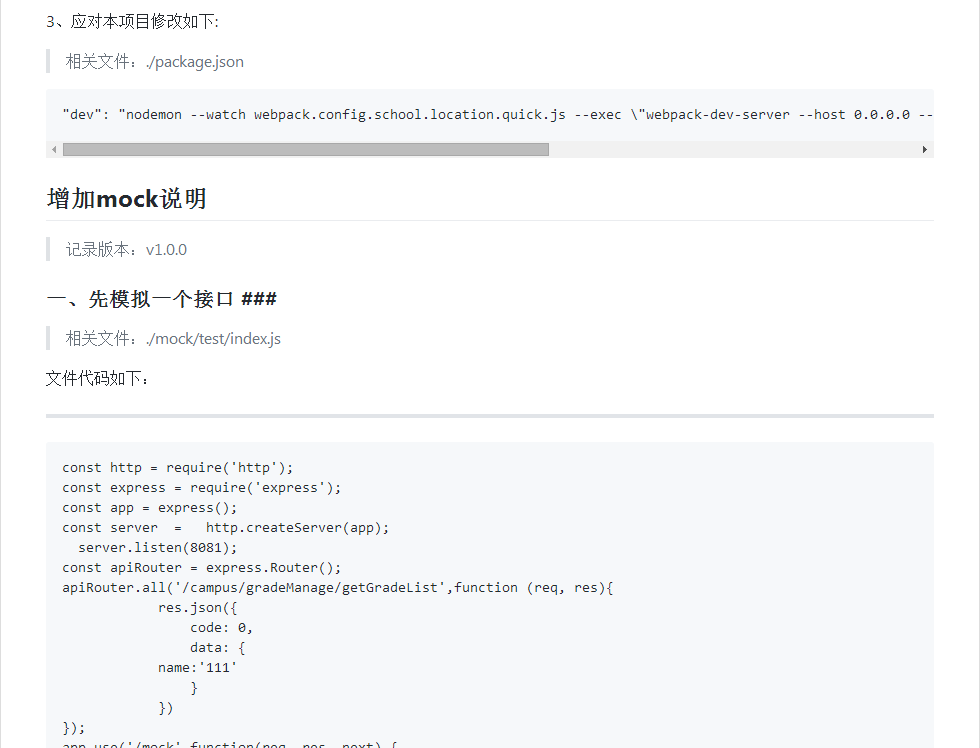 3、应对本项目修改如下:
相关文件：./package.json
"dev": "nodemon --watch webpack.config.school.location.quick.js --exec \"webpack-dev-server --host 0.0.0.0 --
增加mock说明
记录版本：v1.0.0
一、先模拟一个接口 ###
相关文件：./mock/test/index.js
文件代码如下：
const http = require('http');
const express = require('express');
const app = express();
const server  =   http.createServer(app);
  server.listen(8081);
const apiRouter = express.Router();
apiRouter.all('/campus/gradeManage/getGradeList',function (req, res){
            res.json({
                code: 0,
                data: {
            name:'111'
                }
            })
});
app.use('/mock',function(req, res, next) {